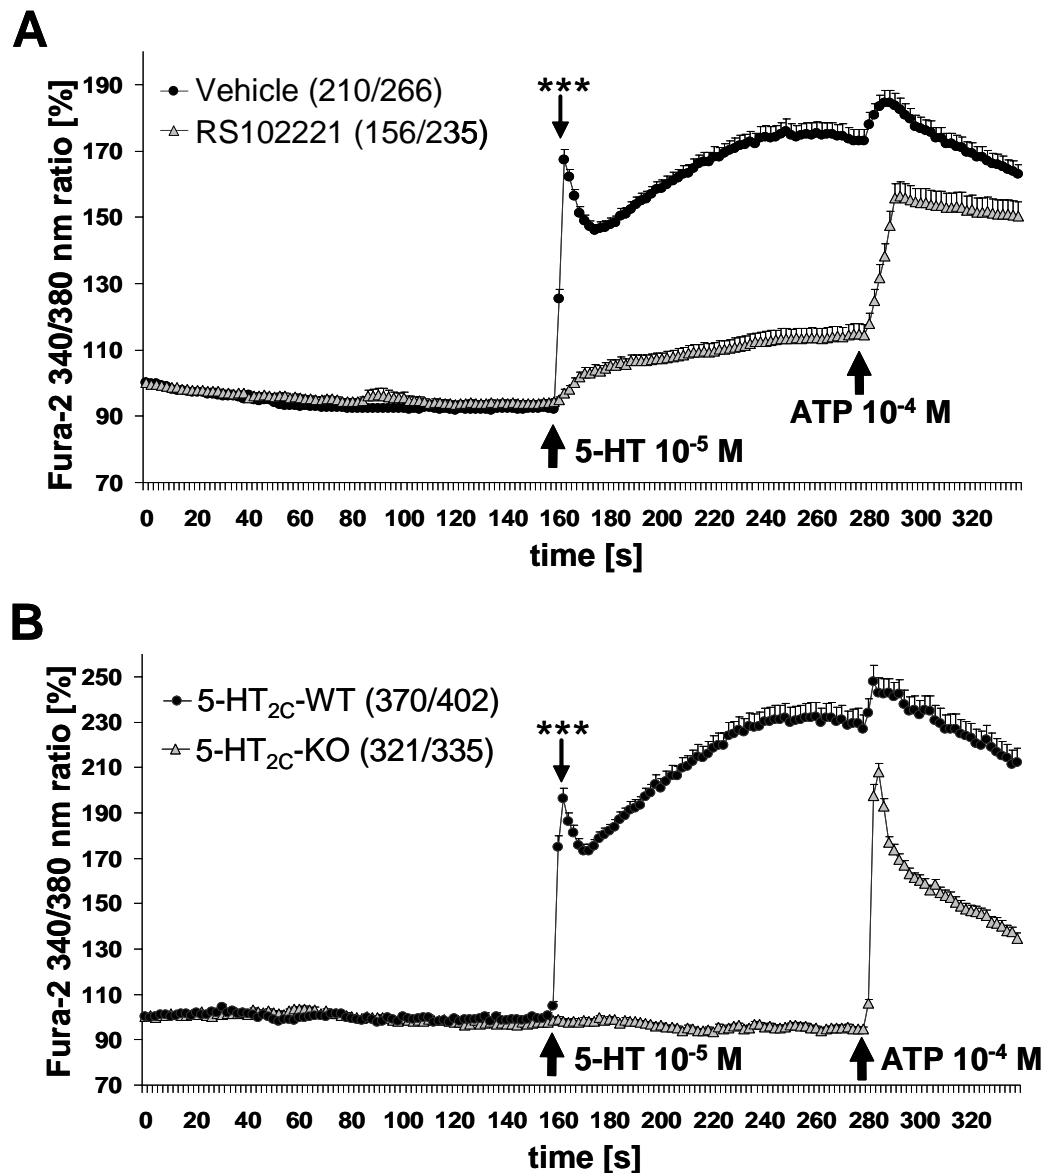 A
Fura-2 340/380 nm ratio [%]
190
170
150
130
110
90
70
Vehicle (210/266)
RS102221 (156/235)
***
5-HT 10⁻⁵ M
ATP 10⁻⁴ M
0 20 40 60 80 100 120 140 160 180 200 220 240 260 280 300 320
time [s]
B
Fura-2 340/380 nm ratio [%]
250
230
210
190
170
150
130
110
90
70
5-HT₂C-WT (370/402)
5-HT₂C-KO (321/335)
***
5-HT 10⁻⁵ M
ATP 10⁻⁴ M
0 20 40 60 80 100 120 140 160 180 200 220 240 260 280 300 320
time [s]